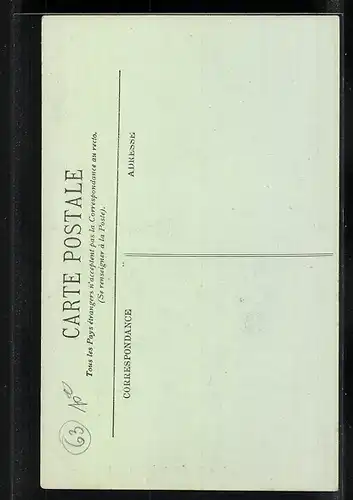 CARTE POSTALE
Tous les Pays étrangers n'acceptent pas la Correspondance au recto.
(Se renseigner à la Poste).
CORRESPONDANCE
ADRESSE
63